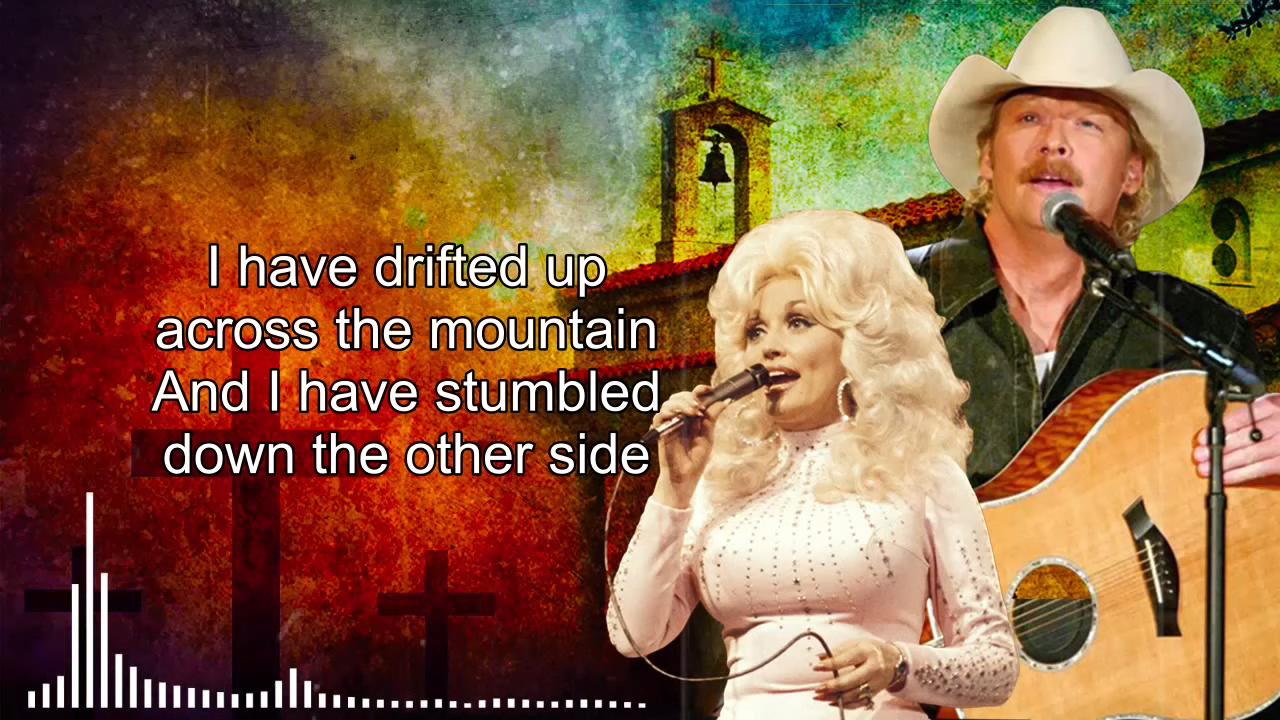 I have drifted up
across the mountain
And I have stumbled
down the other side